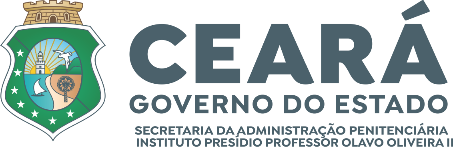 CEARÁ
GOVERNO DO ESTADO
SECRETARIA DA ADMINISTRAÇÃO PENITENCIÁRIA
INSTITUTO PRESÍDIO PROFESSOR OLAVO OLIVEIRA II